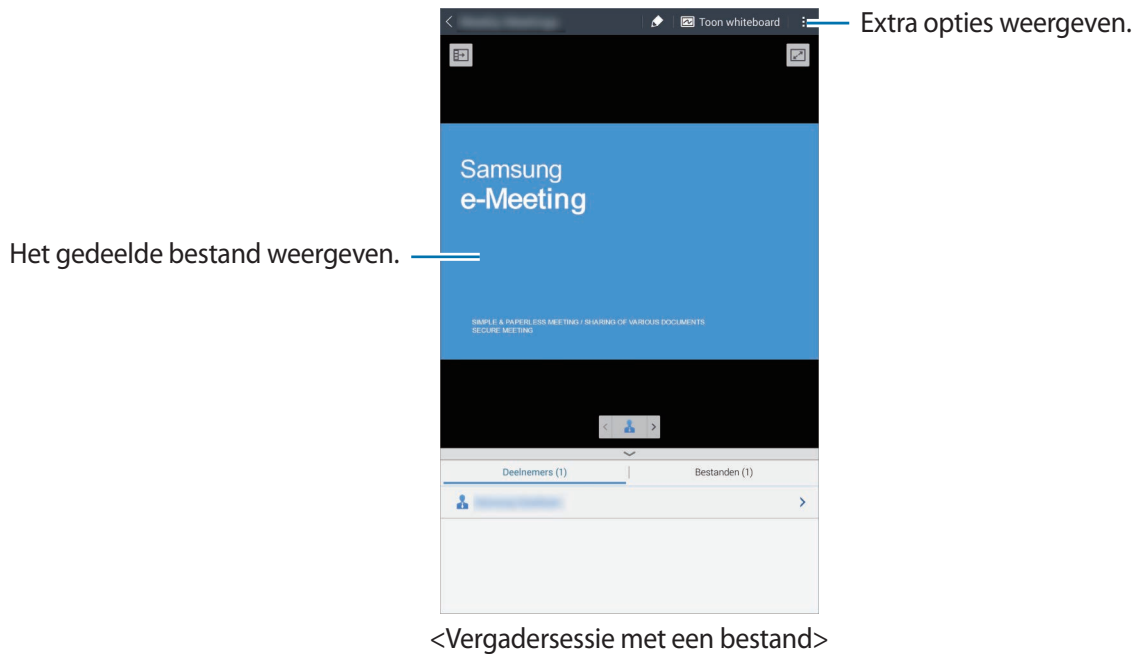 Toon whiteboard
Extra opties weergeven.
Samsung
e-Meeting
Het gedeelde bestand weergeven.
SIMPLE & PAPERLESS MEETING / SHARING OF VARIOUS DOCUMENTS
SECURE MEETING
Deelnemers (1)
Bestanden (1)
<Vergadersessie met een bestand>